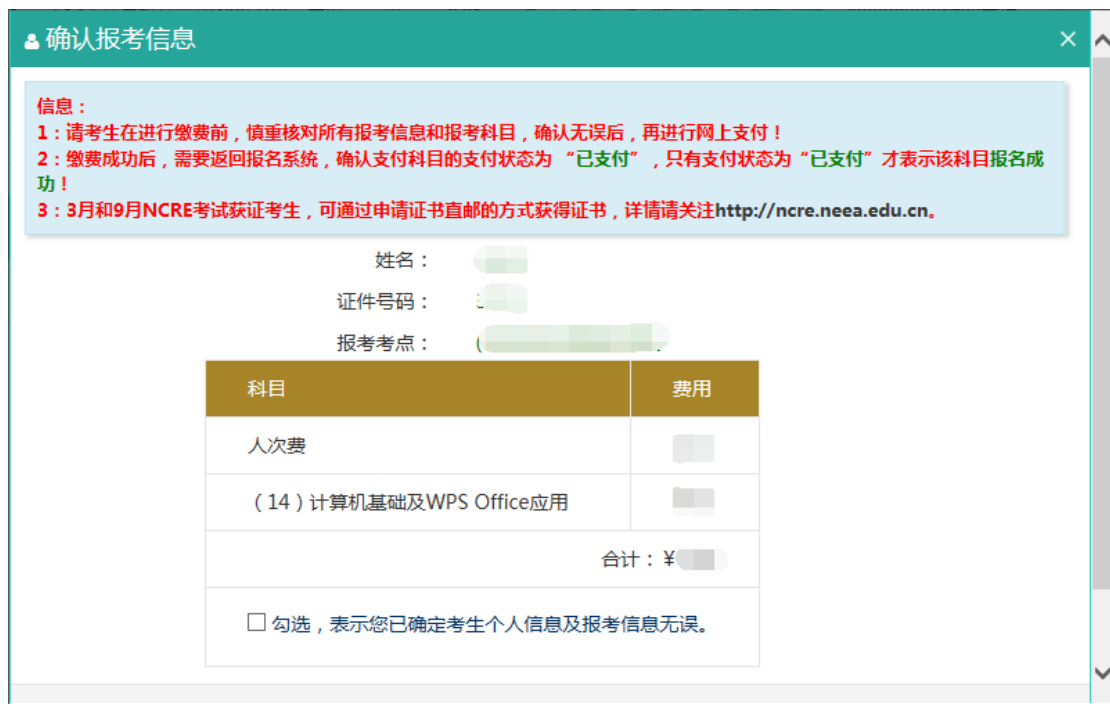 确认报考信息
信息：
1：请考生在进行缴费前，慎重核对所有报考信息和报考科目，确认无误后，再进行网上支付！
2：缴费成功后，需要返回报名系统，确认支付科目的支付状态为 “已支付”，只有支付状态为“已支付”才表示该科目报名成
功！
3：3月和9月NCRE考试获证考生，可通过申请证书直邮的方式获得证书，详情请关注http://ncre.neea.edu.cn。
姓名：
证件号码：
报考考点： (
科目 费用
人次费
（14）计算机基础及WPS Office应用
合计：¥
勾选，表示您已确定考生个人信息及报考信息无误。